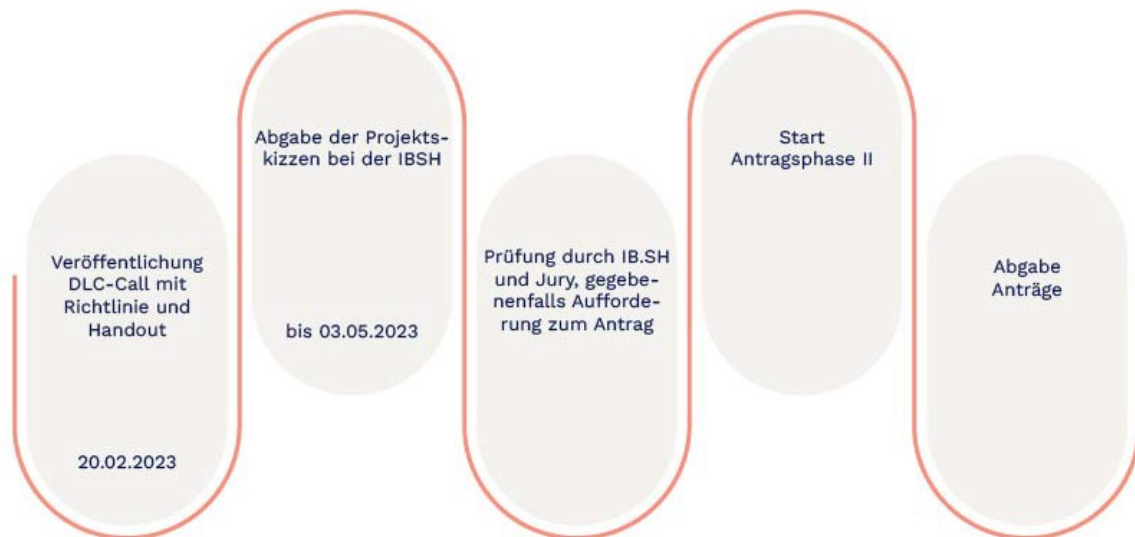 Veröffentlichung
DLC-Call mit
Richtlinie und
Handout
20.02.2023
Abgabe der Projekts-
kizzen bei der IBSH
bis 03.05.2023
Prüfung durch IB.SH
und Jury, gegebe-
nenfalls Aufforde-
rung zum Antrag
Start
Antragsphase II
Abgabe
Anträge